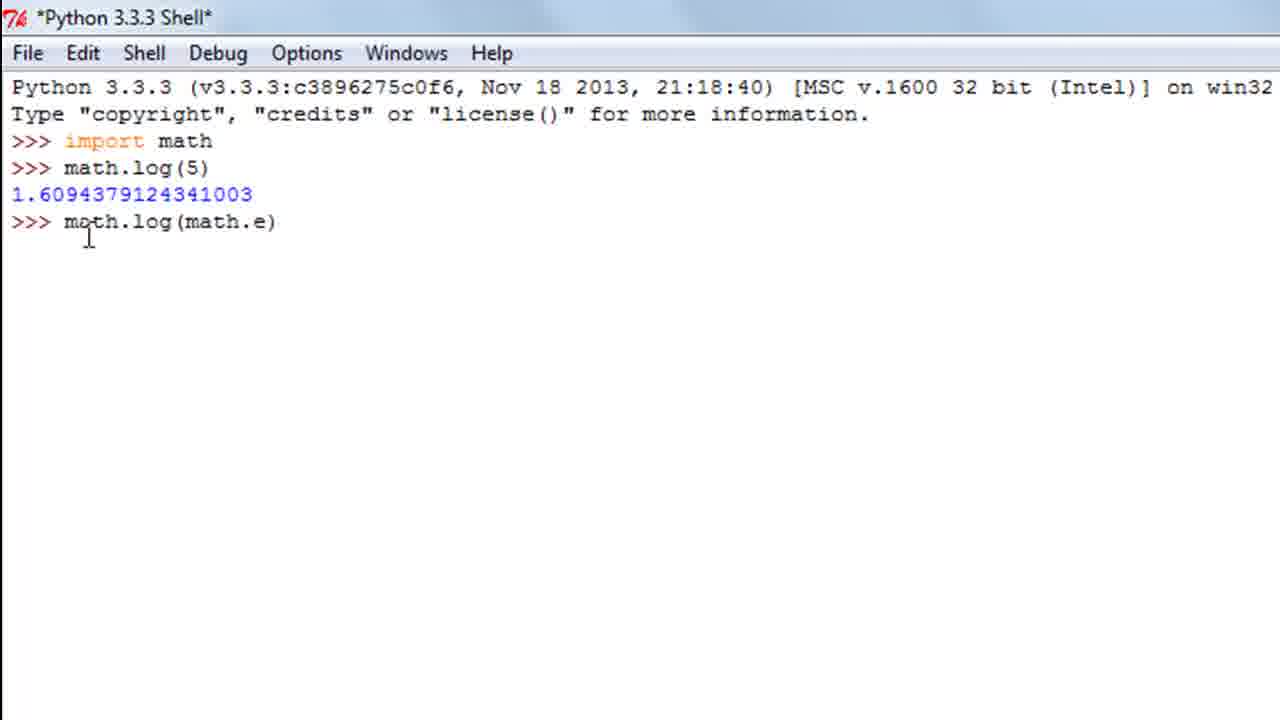 *Python 3.3.3 Shell*
File Edit Shell Debug Options Windows Help
Python 3.3.3 (v3.3.3:c3896275c0f6, Nov 18 2013, 21:18:40) [MSC v.1600 32 bit (Intel)] on win32
Type "copyright", "credits" or "license()" for more information.
>>> import math
>>> math.log(5)
1.6094379124341003
>>> math.log(math.e)